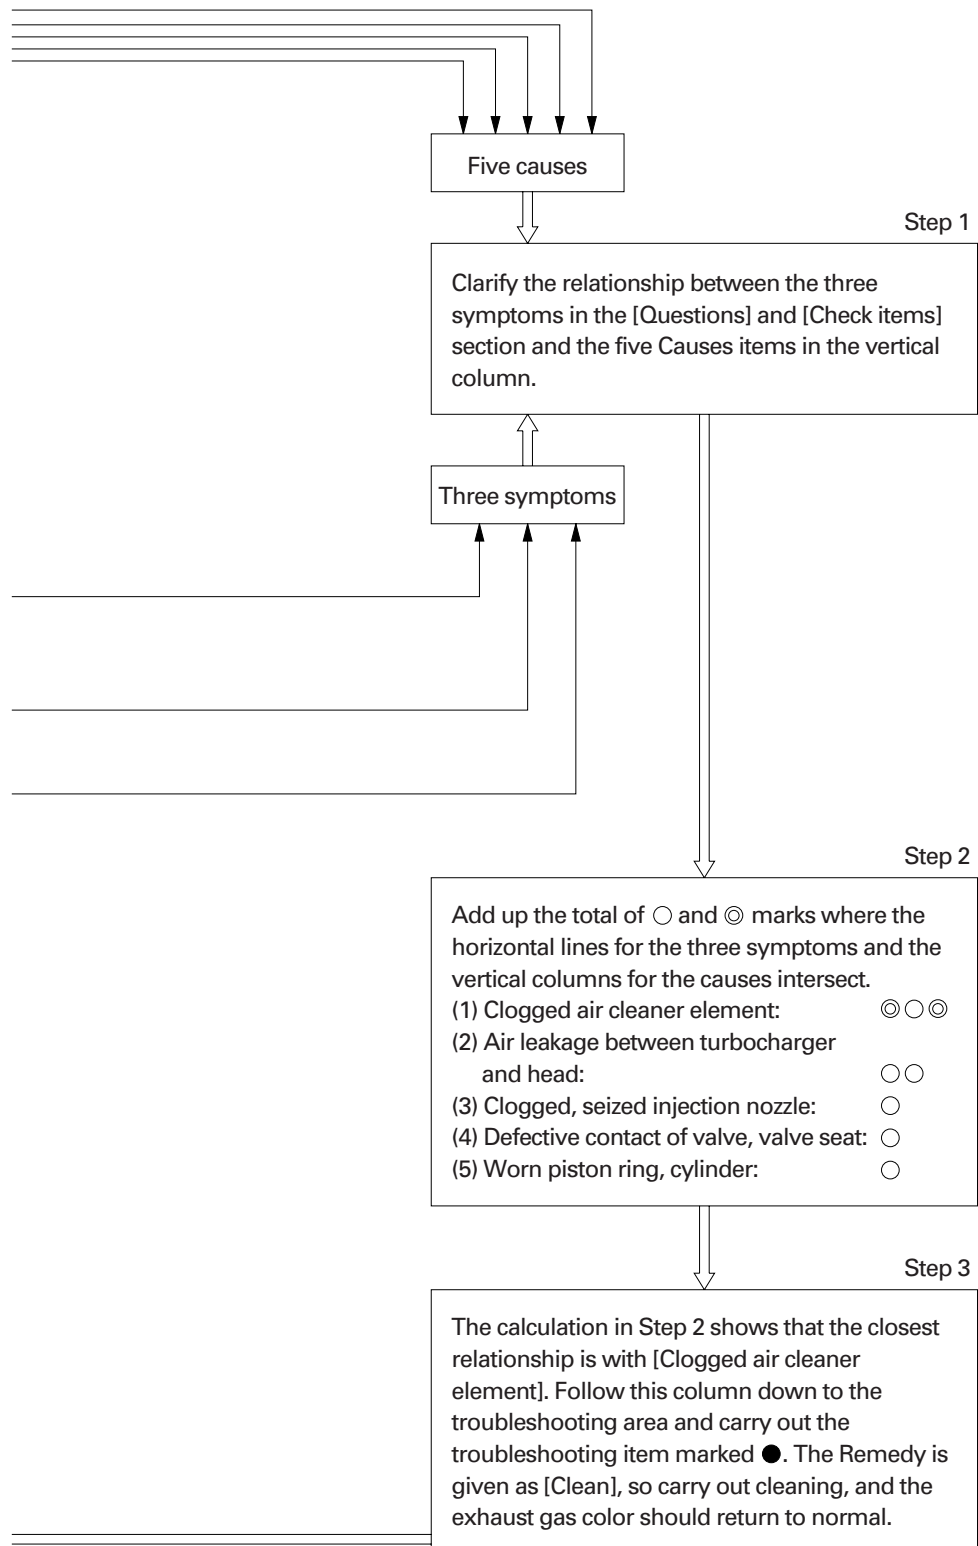 Five causes
Step 1
Clarify the relationship between the three
symptoms in the [Questions] and [Check items]
section and the five Causes items in the vertical
column.
Three symptoms
Step 2
Add up the total of ○ and ◎ marks where the
horizontal lines for the three symptoms and the
vertical columns for the causes intersect.
(1) Clogged air cleaner element: ◎○◎
(2) Air leakage between turbocharger
and head: ○○
(3) Clogged, seized injection nozzle: ○
(4) Defective contact of valve, valve seat: ○
(5) Worn piston ring, cylinder: ○
Step 3
The calculation in Step 2 shows that the closest
relationship is with [Clogged air cleaner
element]. Follow this column down to the
troubleshooting area and carry out the
troubleshooting item marked ●. The Remedy is
given as [Clean], so carry out cleaning, and the
exhaust gas color should return to normal.